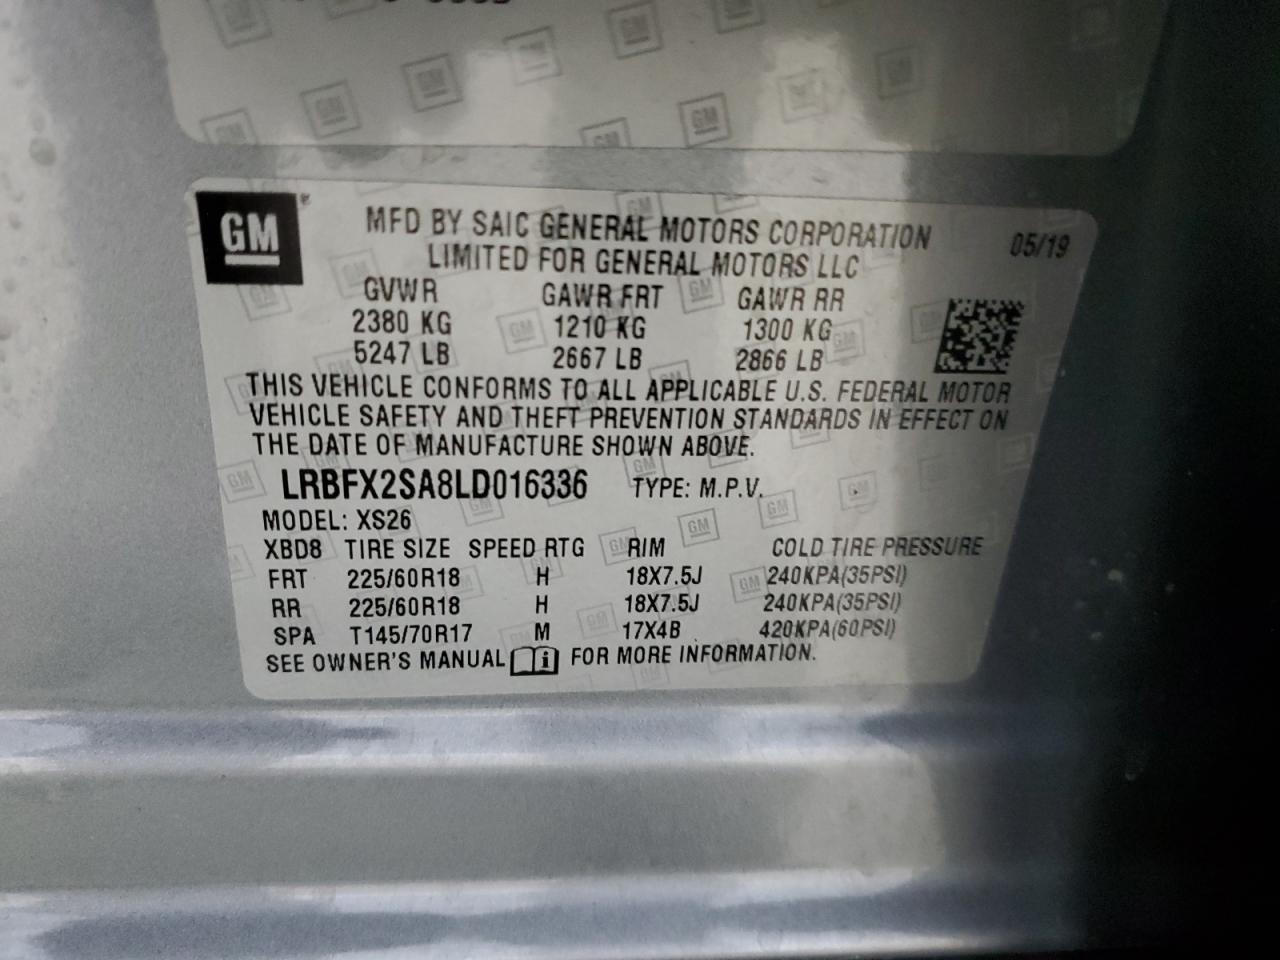 GM
MFD BY SAIC GENERAL MOTORS CORPORATION
LIMITED FOR GENERAL MOTORS LLC
05/19
GVWR GAWR FRT GAWR RR
2380 KG 1210 KG 1300 KG
5247 LB 2667 LB 2866 LB
THIS VEHICLE CONFORMS TO ALL APPLICABLE U.S. FEDERAL MOTOR
VEHICLE SAFETY AND THEFT PREVENTION STANDARDS IN EFFECT ON
THE DATE OF MANUFACTURE SHOWN ABOVE.
LRBFX2SA8LD016336 TYPE: M.P.V.
MODEL: XS26
XBD8 TIRE SIZE SPEED RTG RIM COLD TIRE PRESSURE
FRT 225/60R18 H 18X7.5J 240KPA(35PSI)
RR 225/60R18 H 18X7.5J 240KPA(35PSI)
SPA T145/70R17 M 17X4B 420KPA(60PSI)
SEE OWNER'S MANUAL i FOR MORE INFORMATION.